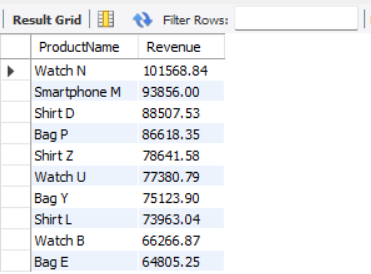 Result Grid Filter Rows:
ProductName Revenue
Watch N 101568.84
Smartphone M 93856.00
Shirt D 88507.53
Bag P 86618.35
Shirt Z 78641.58
Watch U 77380.79
Bag Y 75123.90
Shirt L 73963.04
Watch B 66266.87
Bag E 64805.25